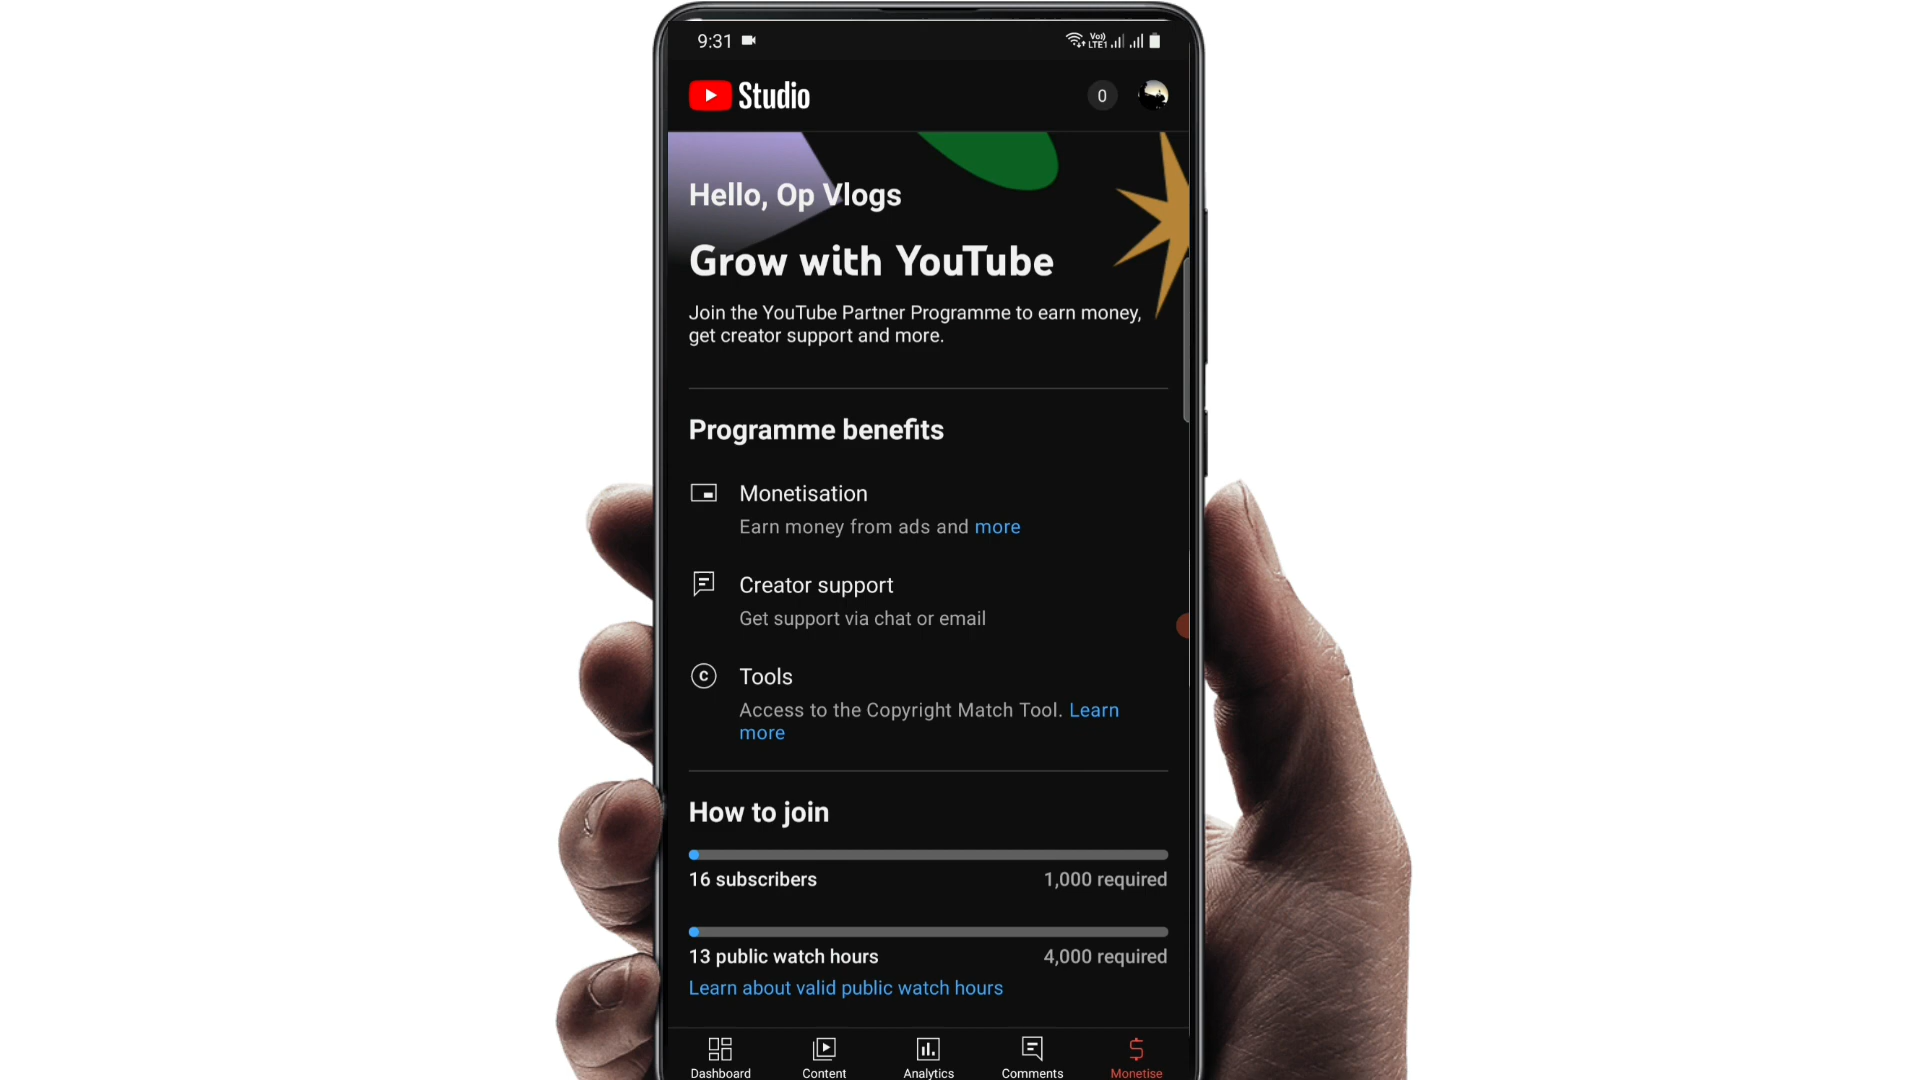 9:31
Vo)
LTE1
Studio
0
Hello, Op Vlogs
Grow with YouTube
Join the YouTube Partner Programme to earn money,
get creator support and more.
Programme benefits
Monetisation
Earn money from ads and more
Creator support
Get support via chat or email
Tools
Access to the Copyright Match Tool. Learn
more
How to join
16 subscribers 1,000 required
13 public watch hours 4,000 required
Learn about valid public watch hours
Dashboard Content Analytics Comments Monetise